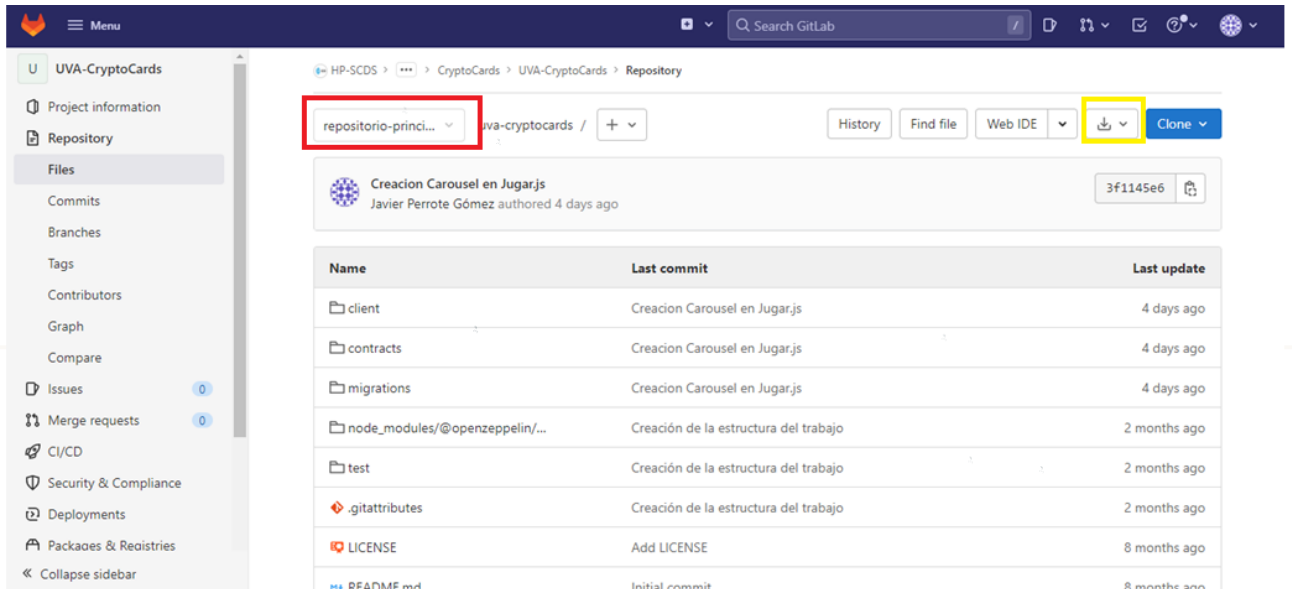 Menu
Search GitLab
/
U UVA-CryptoCards
HP-SCDS > ... > CryptoCards > UVA-CryptoCards > Repository
Project information
Repository
Files
Commits
Branches
Tags
Contributors
Graph
Compare
Issues 0
Merge requests 0
CI/CD
Security & Compliance
Deployments
Packages & Registries
Collapse sidebar
repositorio-princi... uva-cryptocards / +
History Find file Web IDE Clone
Creacion Carousel en Jugar.js
Javier Perrote Gómez authored 4 days ago
3f1145e6
Name Last commit Last update
client Creacion Carousel en Jugar.js 4 days ago
contracts Creacion Carousel en Jugar.js 4 days ago
migrations Creacion Carousel en Jugar.js 4 days ago
node_modules/@openzeppelin/... Creación de la estructura del trabajo 2 months ago
test Creación de la estructura del trabajo 2 months ago
.gitattributes Creación de la estructura del trabajo 2 months ago
LICENSE Add LICENSE 8 months ago
README.md Initial commit 8 months ago